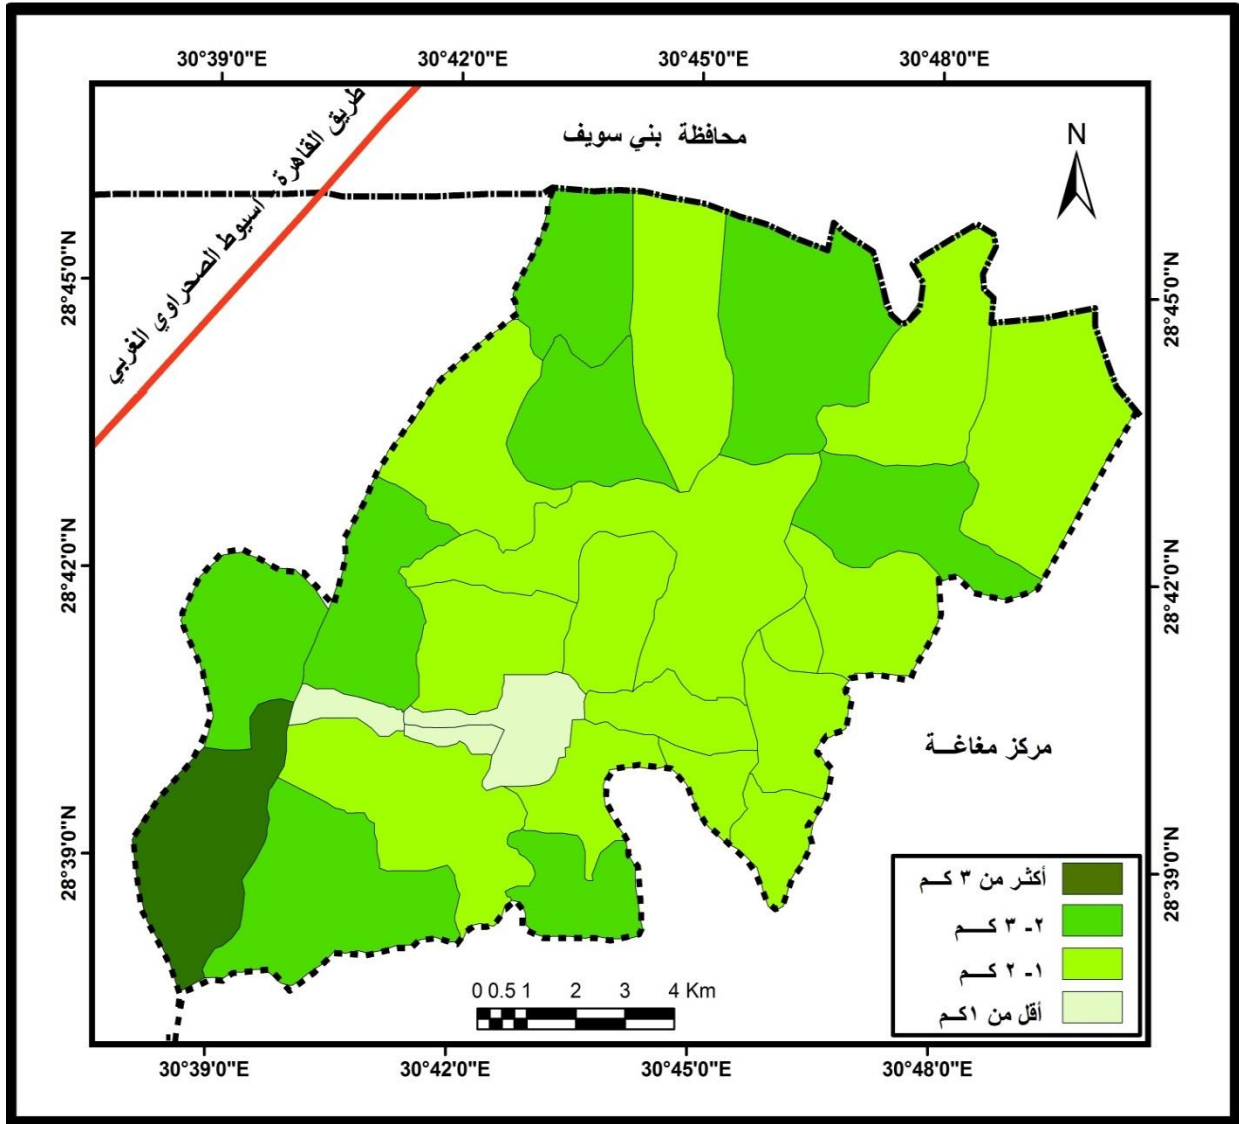 30°39'0"E 30°42'0"E 30°45'0"E 30°48'0"E
محافظة بني سويف
N
طريق القاهرة - اسيوط الصحراوي الغربي
28°45'0"N
28°45'0"N
28°42'0"N
28°42'0"N
مركز مغاغـــة
28°39'0"N
28°39'0"N
أكثر من ٣ كــم
٢- ٣ كـــم
١- ٢ كـــم
أقل من ١كـم
0 0.5 1 2 3 4 Km
30°39'0"E 30°42'0"E 30°45'0"E 30°48'0"E